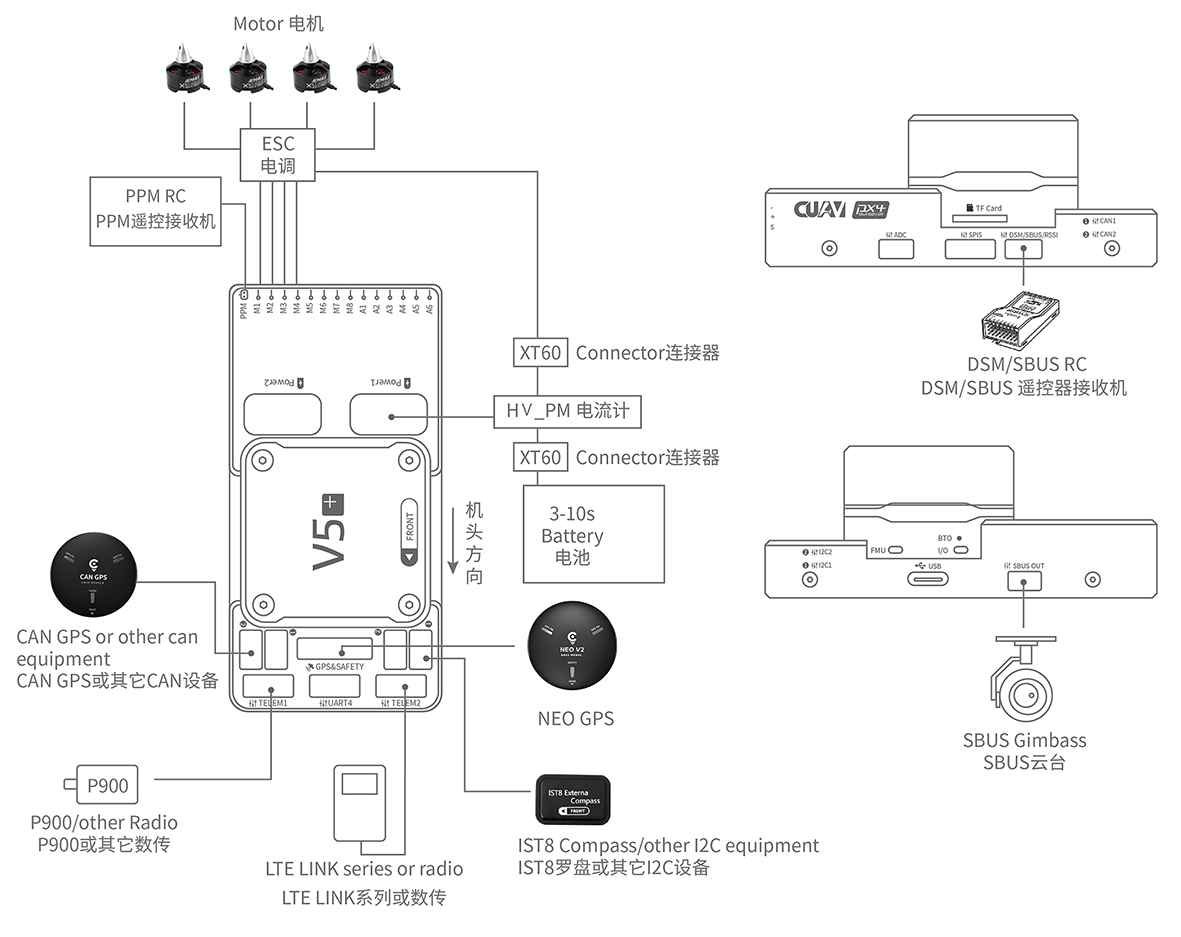 Motor 电机
ESC
电调
PPM RC
PPM遥控接收机
PPM
M1
M2
M3
M4
M5
M6
M7
M8
A1
A2
A3
A4
A5
A6
Power2
Power1
XT60
Connector连接器
HV_PM 电流计
XT60
Connector连接器
3-10s
Battery
电池
V5+
FRONT
机头方向
CAN GPS
CAN GPS or other can
equipment
CAN GPS或其它CAN设备
GPS&SAFETY
TELEM1
UART4
TELEM2
NEO V2
NEO GPS
P900
P900/other Radio
P900或其它数传
LTE LINK series or radio
LTE LINK系列或数传
IST8 Externa
Compass
FRONT
IST8 Compass/other I2C equipment
IST8罗盘或其它I2C设备
-
+
S
CUAV
PX4
autopilot
TF Card
ADC
SPI5
DSM/SBUS/RSSI
1 CAN1
2 CAN2
DSM/SBUS RC
DSM/SBUS 遥控器接收机
2 I2C2
1 I2C1
FMU
BTO
I/O
USB
SBUS OUT
SBUS Gimbass
SBUS云台